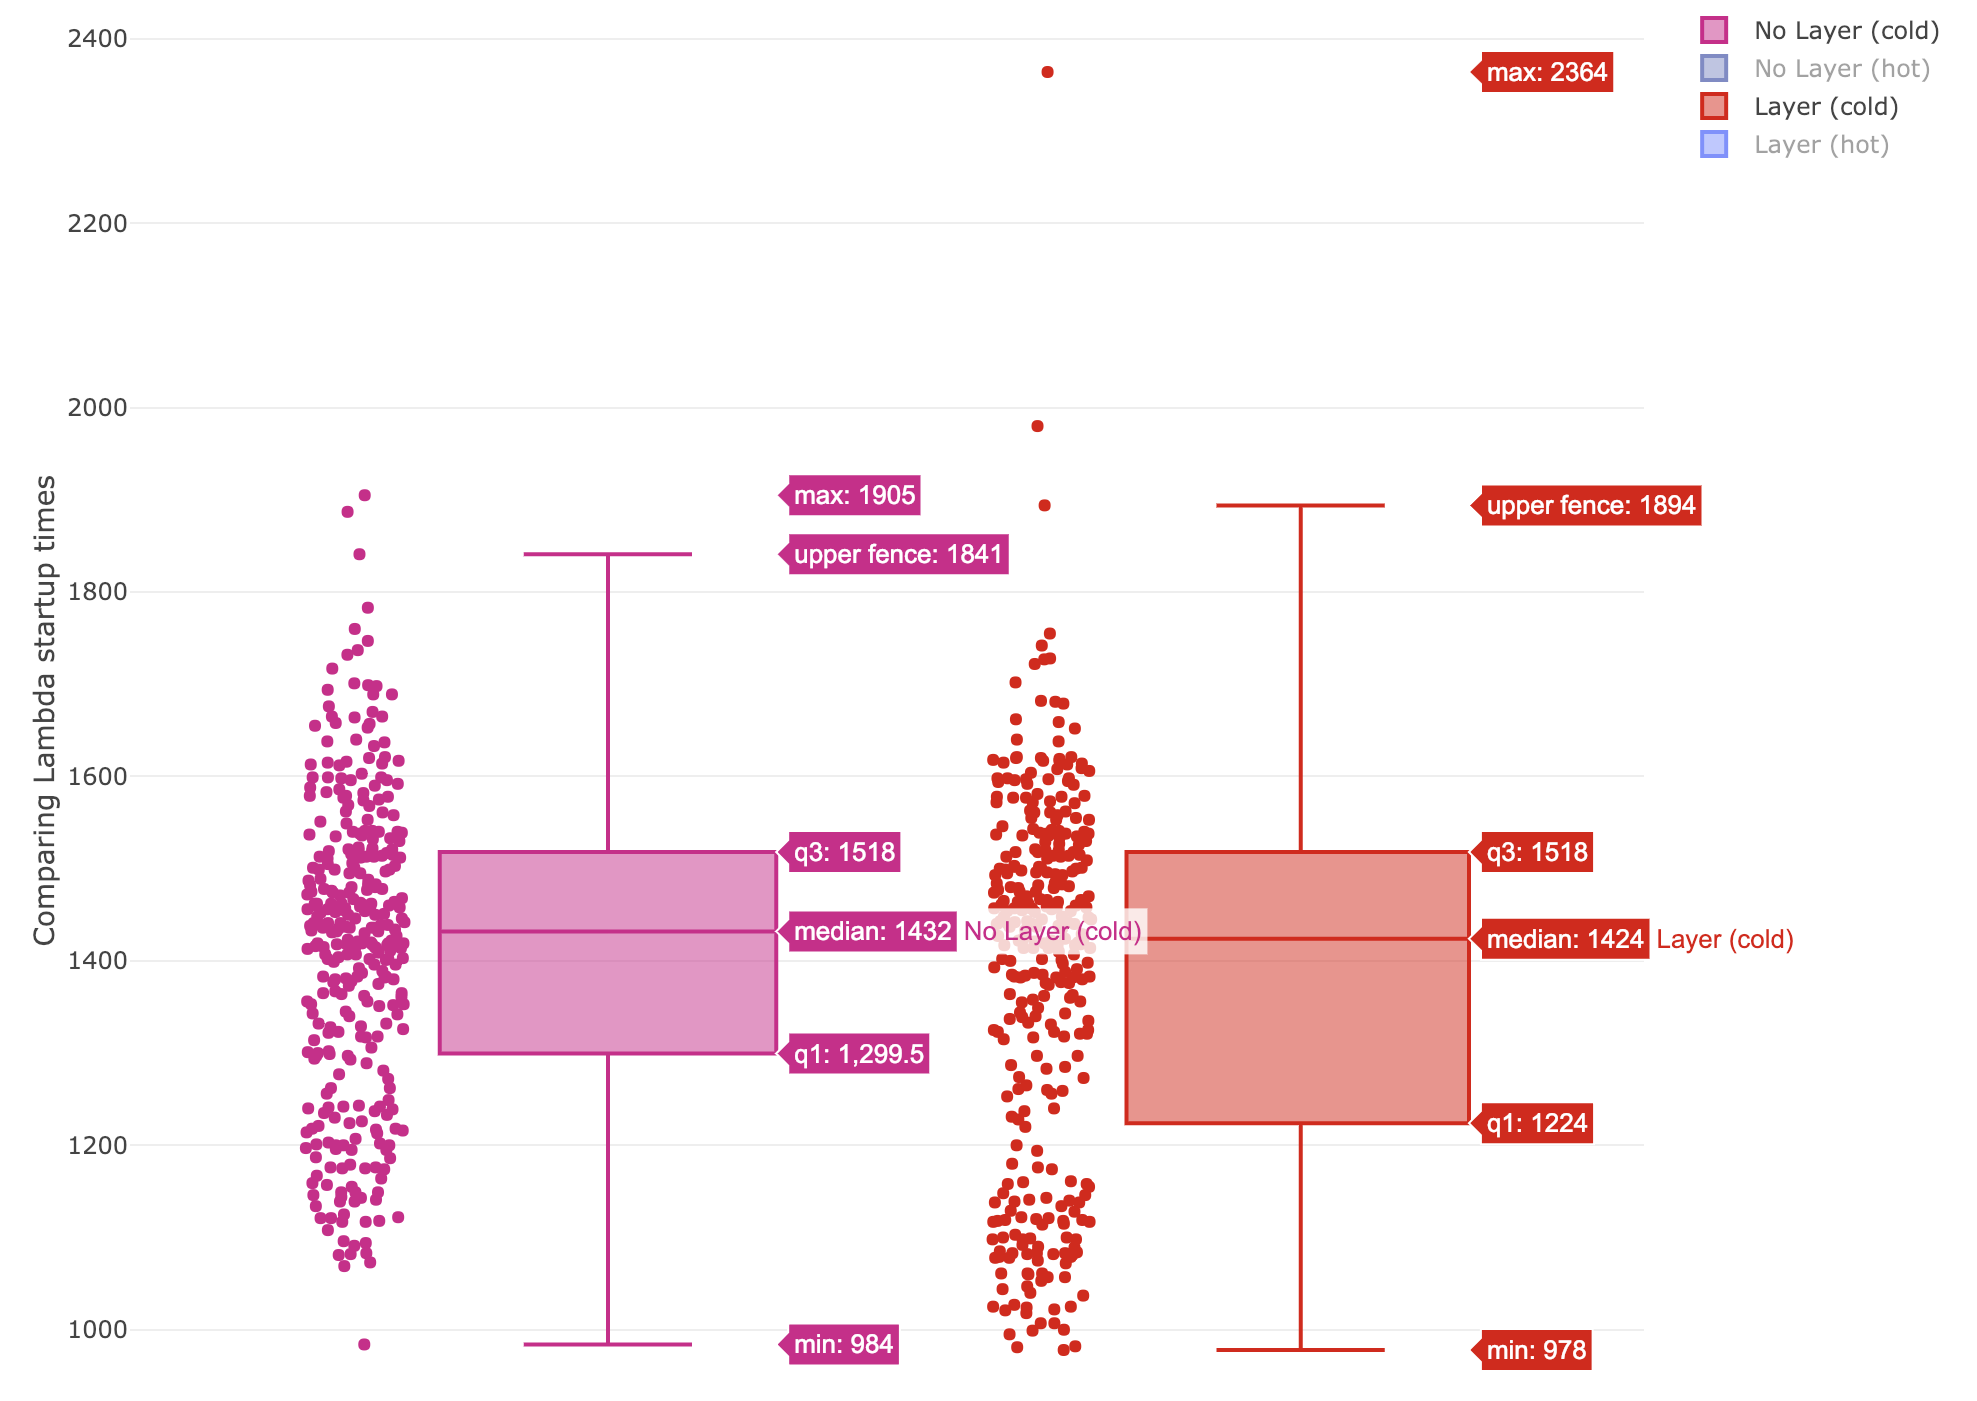 Comparing Lambda startup times
2400
2200
2000
1800
1600
1400
1200
1000
max: 1905
upper fence: 1841
q3: 1518
median: 1432 No Layer (cold)
q1: 1,299.5
min: 984
max: 2364
upper fence: 1894
q3: 1518
median: 1424 Layer (cold)
q1: 1224
min: 978
No Layer (cold)
No Layer (hot)
Layer (cold)
Layer (hot)